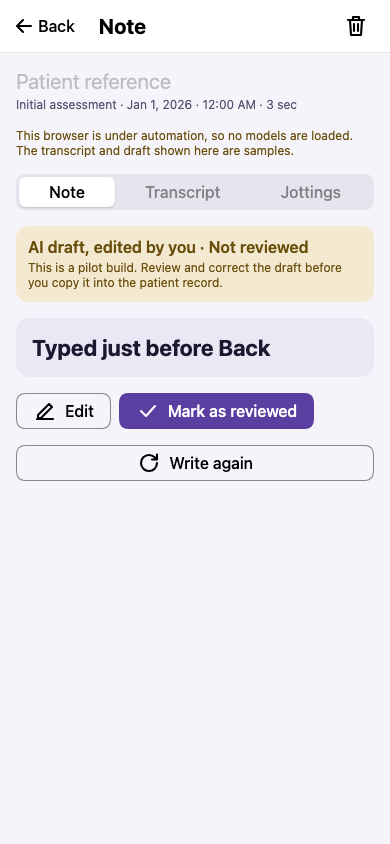 Back
Note
Patient reference
Initial assessment · Jan 1, 2026 · 12:00 AM · 3 sec
This browser is under automation, so no models are loaded.
The transcript and draft shown here are samples.
Note
Transcript
Jottings
AI draft, edited by you · Not reviewed
This is a pilot build. Review and correct the draft before
you copy it into the patient record.
Typed just before Back
Edit
Mark as reviewed
Write again